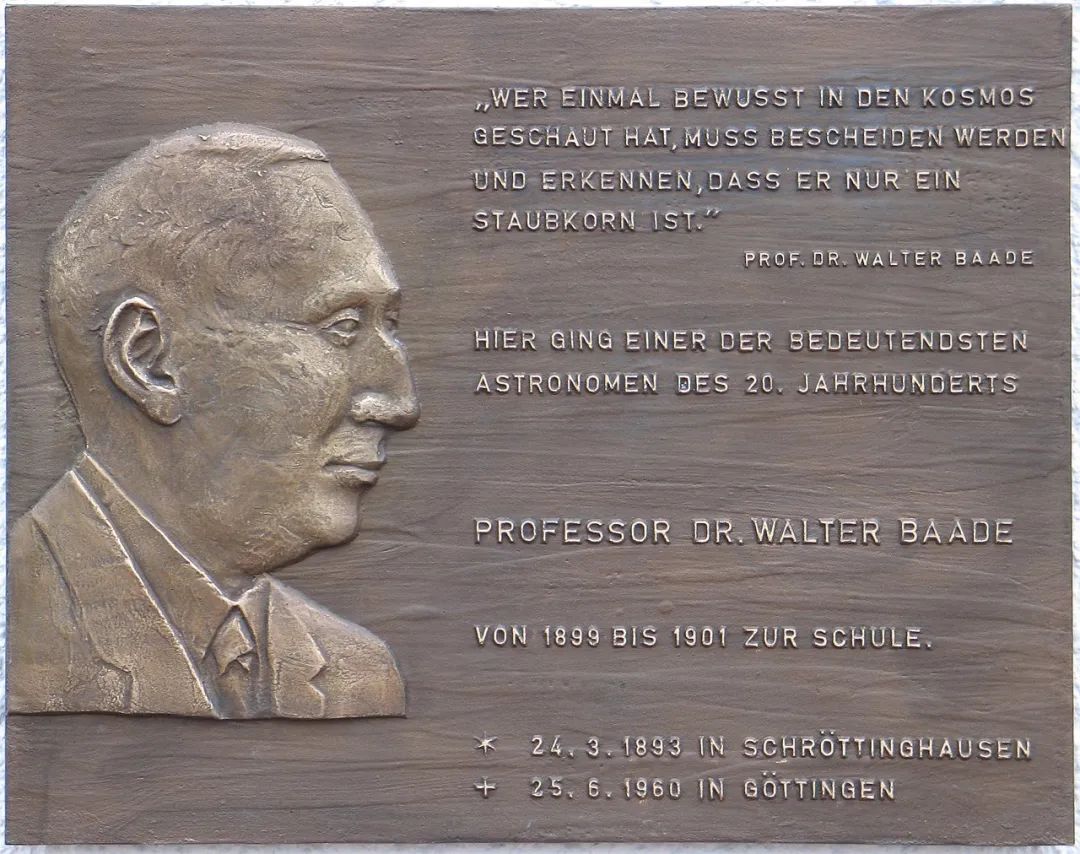 „WER EINMAL BEWUSST IN DEN KOSMOS
GESCHAUT HAT, MUSS BESCHEIDEN WERDEN
UND ERKENNEN, DASS ER NUR EIN
STAUBKORN IST.”
PROF. DR. WALTER BAADE
HIER GING EINER DER BEDEUTENDSTEN
ASTRONOMEN DES 20. JAHRHUNDERTS
PROFESSOR DR. WALTER BAADE
VON 1899 BIS 1901 ZUR SCHULE.
* 24. 3. 1893 IN SCHRÖTTINGHAUSEN
+ 25. 6. 1960 IN GÖTTINGEN